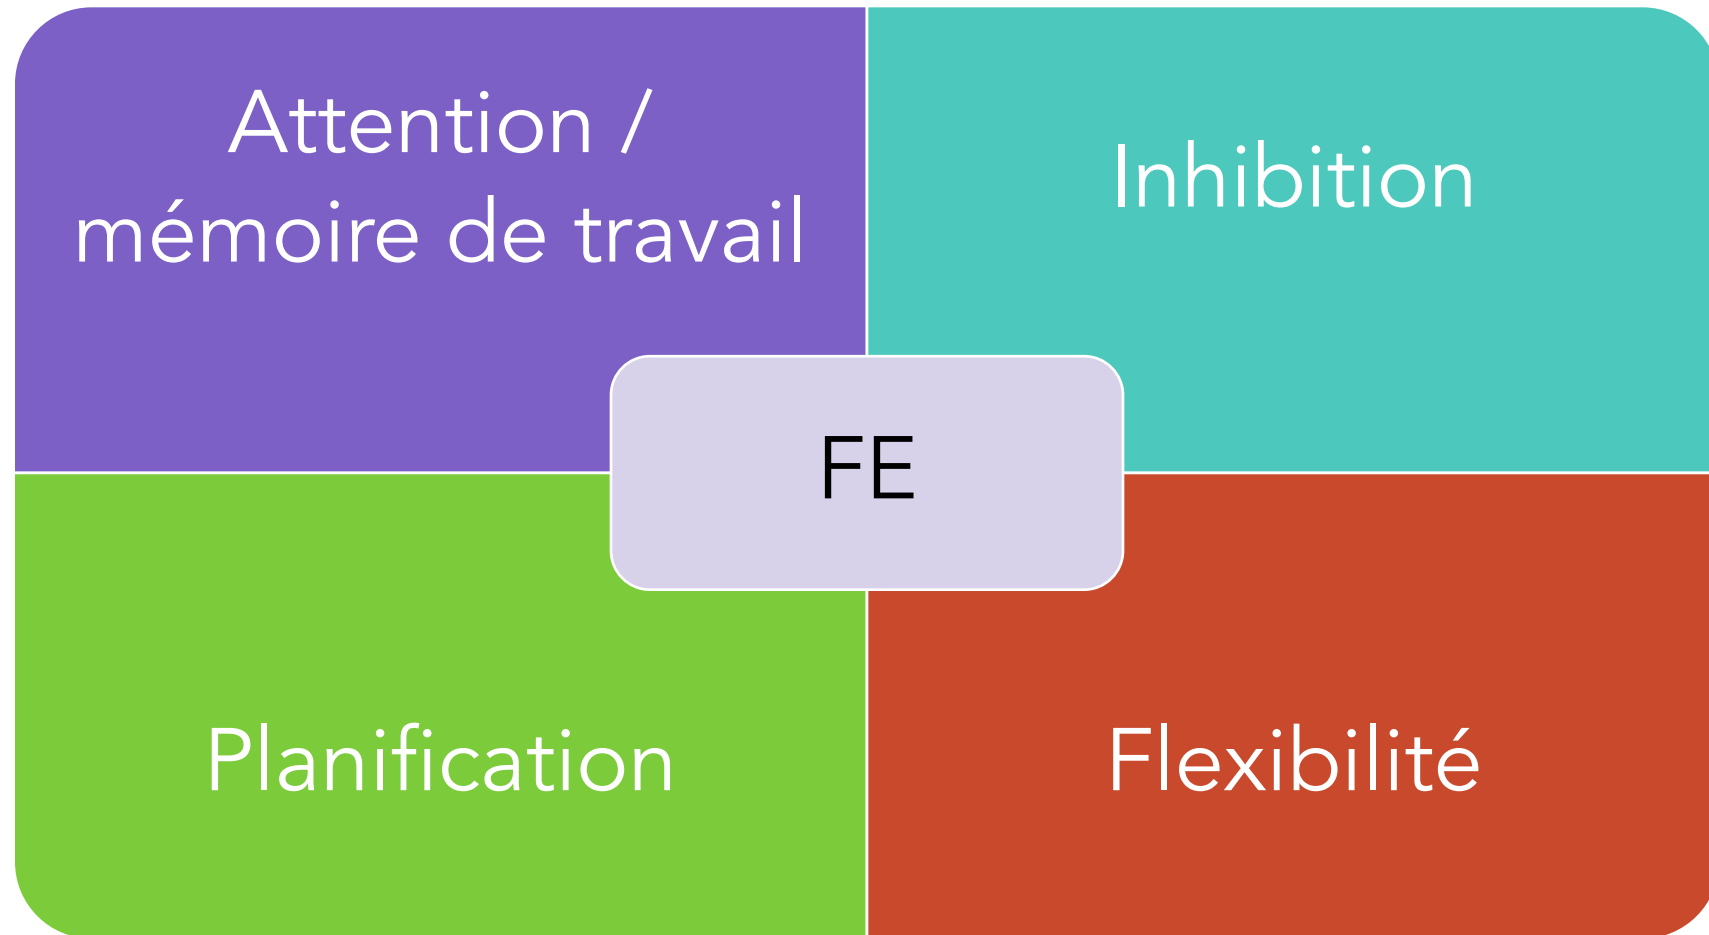 Attention /
mémoire de travail
Inhibition
FE
Planification
Flexibilité